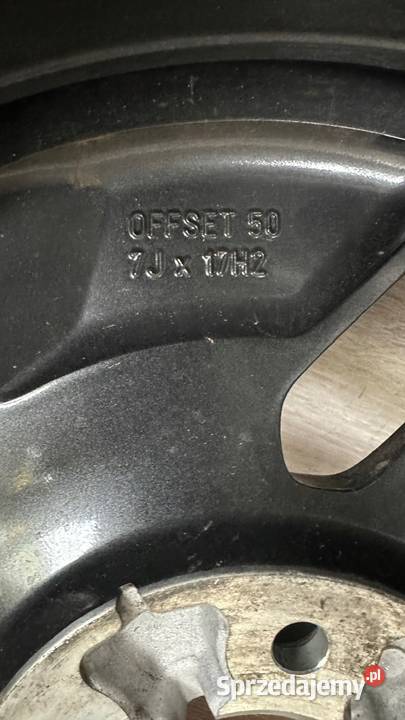 OFFSET 50
7J x 17H2
Sprzedajemy.pl